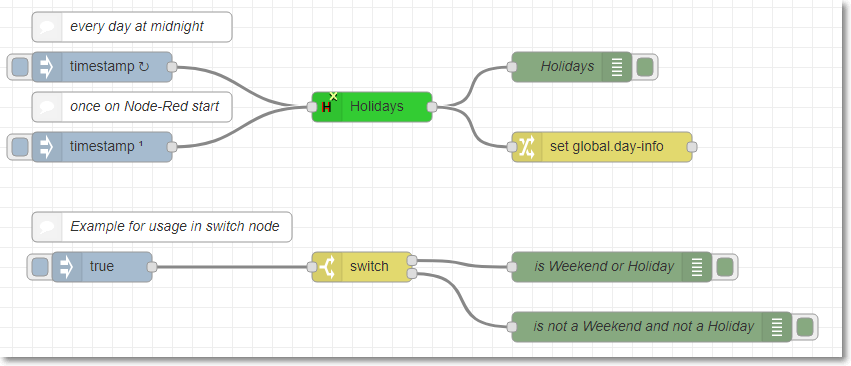 every day at midnight
timestamp ↻
Holidays
once on Node-Red start
H
x
Holidays
timestamp ¹
set global.day-info
Example for usage in switch node
true
switch
is Weekend or Holiday
is not a Weekend and not a Holiday